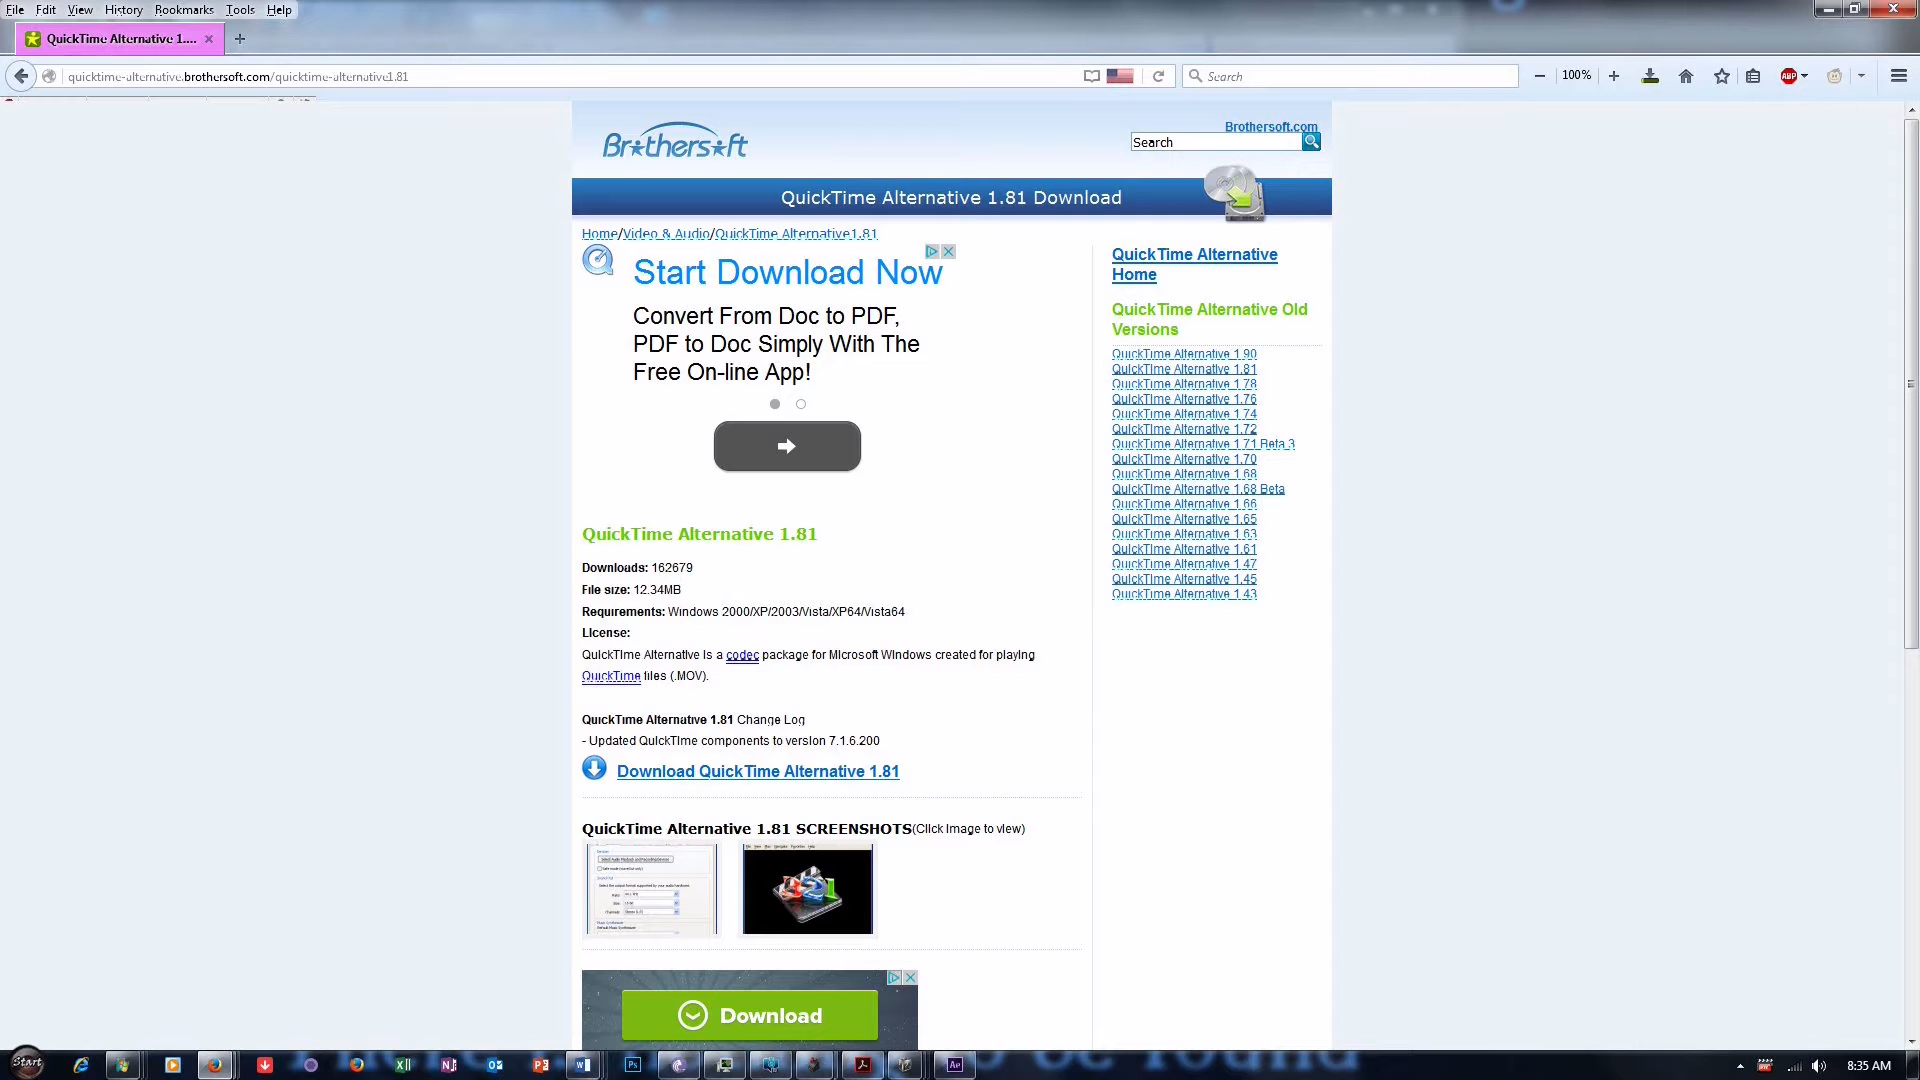 File Edit View History Bookmarks Tools Help
QuickTime Alternative 1....
quicktime-alternative.brothersoft.com/quicktime-alternative1.81
Search
100%
ABP
Brothersoft
Brothersoft.com
Search
QuickTime Alternative 1.81 Download
Home/Video & Audio/QuickTime Alternative1.81
Start Download Now
Convert From Doc to PDF,
PDF to Doc Simply With The
Free On-line App!
QuickTime Alternative 1.81
Downloads: 162679
File size: 12.34MB
Requirements: Windows 2000/XP/2003/Vista/XP64/Vista64
License:
QuickTime Alternative is a codec package for Microsoft Windows created for playing
QuickTime files (.MOV).
QuickTime Alternative 1.81 Change Log
- Updated QuickTime components to version 7.1.6.200
Download QuickTime Alternative 1.81
QuickTime Alternative 1.81 SCREENSHOTS(Click image to view)
321
Download
QuickTime Alternative
Home
QuickTime Alternative Old
Versions
QuickTime Alternative 1.90
QuickTime Alternative 1.81
QuickTime Alternative 1.78
QuickTime Alternative 1.76
QuickTime Alternative 1.74
QuickTime Alternative 1.72
QuickTime Alternative 1.71 Beta 3
QuickTime Alternative 1.70
QuickTime Alternative 1.68
QuickTime Alternative 1.68 Beta
QuickTime Alternative 1.66
QuickTime Alternative 1.65
QuickTime Alternative 1.63
QuickTime Alternative 1.61
QuickTime Alternative 1.47
QuickTime Alternative 1.45
QuickTime Alternative 1.43
Start
Ps
Ae
8:35 AM